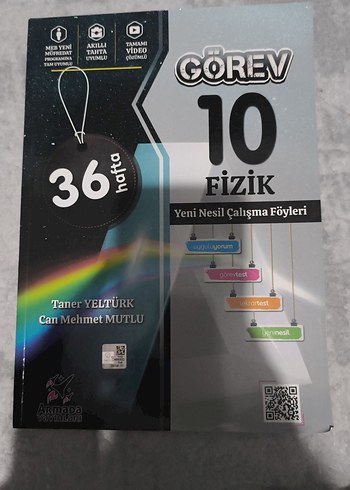 MEB YENİ
MÜFREDAT
PROGRAMINA
TAM UYUMLU
AKILLI
TAHTA
UYUMLU
TAMAMI
VİDEO
ÇÖZÜMLÜ
GÖREV
10
FİZİK
Yeni Nesil Çalışma Föyleri
36
hafta
Taner YELTÜRK
Can Mehmet MUTLU